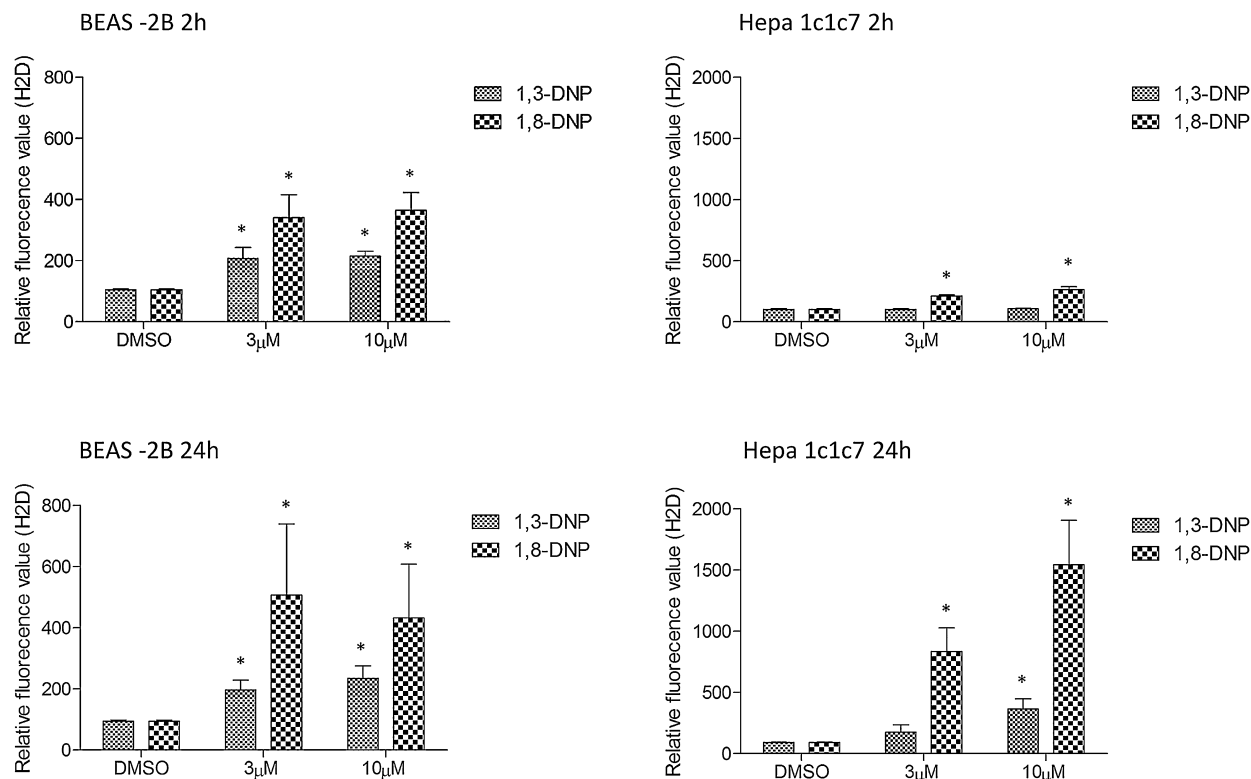 BEAS -2B 2h
Relative fluorecence value (H2D)
800
600
400
200
0
* * * *
DMSO 3μM 10μM
1,3-DNP
1,8-DNP
Hepa 1c1c7 2h
Relative fluorecence value (H2D)
2000
1500
1000
500
0
* *
DMSO 3μM 10μM
1,3-DNP
1,8-DNP
BEAS -2B 24h
Relative fluorecence value (H2D)
800
600
400
200
0
* * * *
DMSO 3μM 10μM
1,3-DNP
1,8-DNP
Hepa 1c1c7 24h
Relative fluorecence value (H2D)
2000
1500
1000
500
0
* * *
DMSO 3μM 10μM
1,3-DNP
1,8-DNP